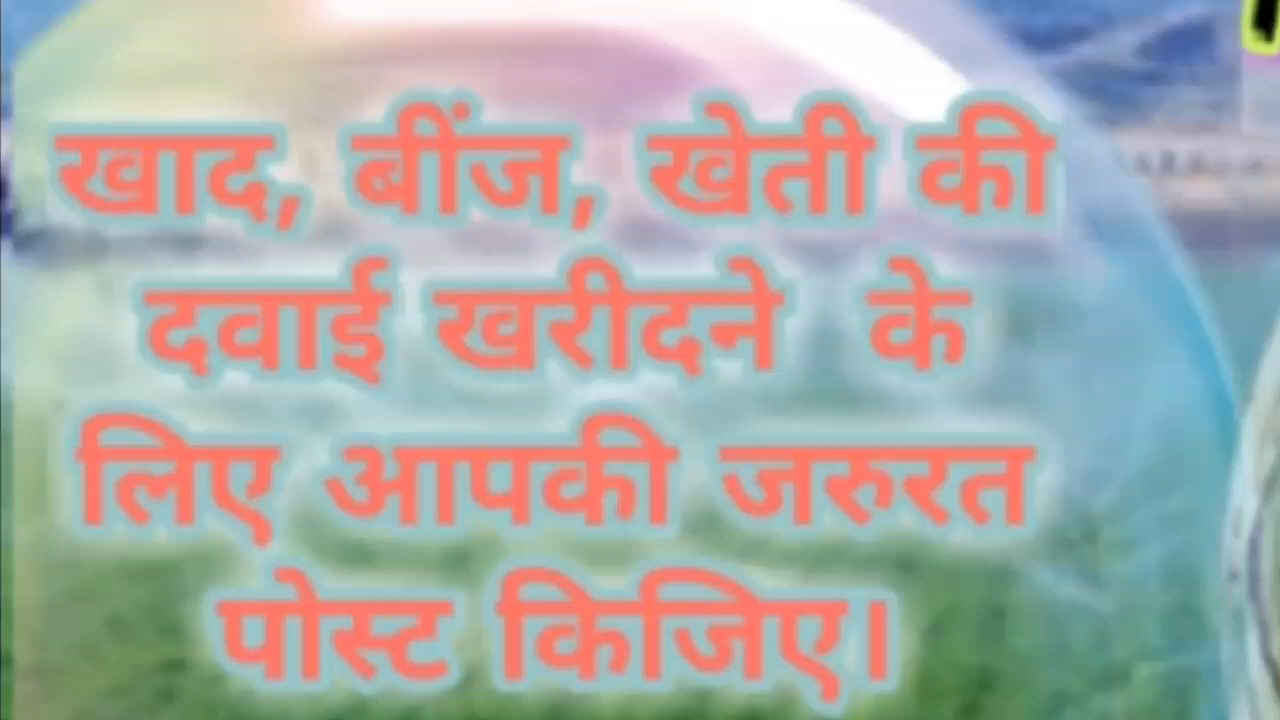 खाद, बींज, खेती की
दवाई खरीदने के
लिए आपकी जरुरत
पोस्ट किजिए।